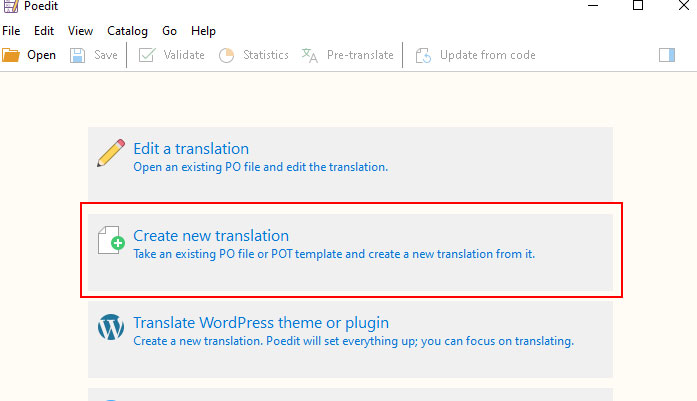 Poedit
File Edit View Catalog Go Help
Open Save Validate Statistics Pre-translate Update from code
Edit a translation
Open an existing PO file and edit the translation.
Create new translation
Take an existing PO file or POT template and create a new translation from it.
Translate WordPress theme or plugin
Create a new translation. Poedit will set everything up; you can focus on translating.